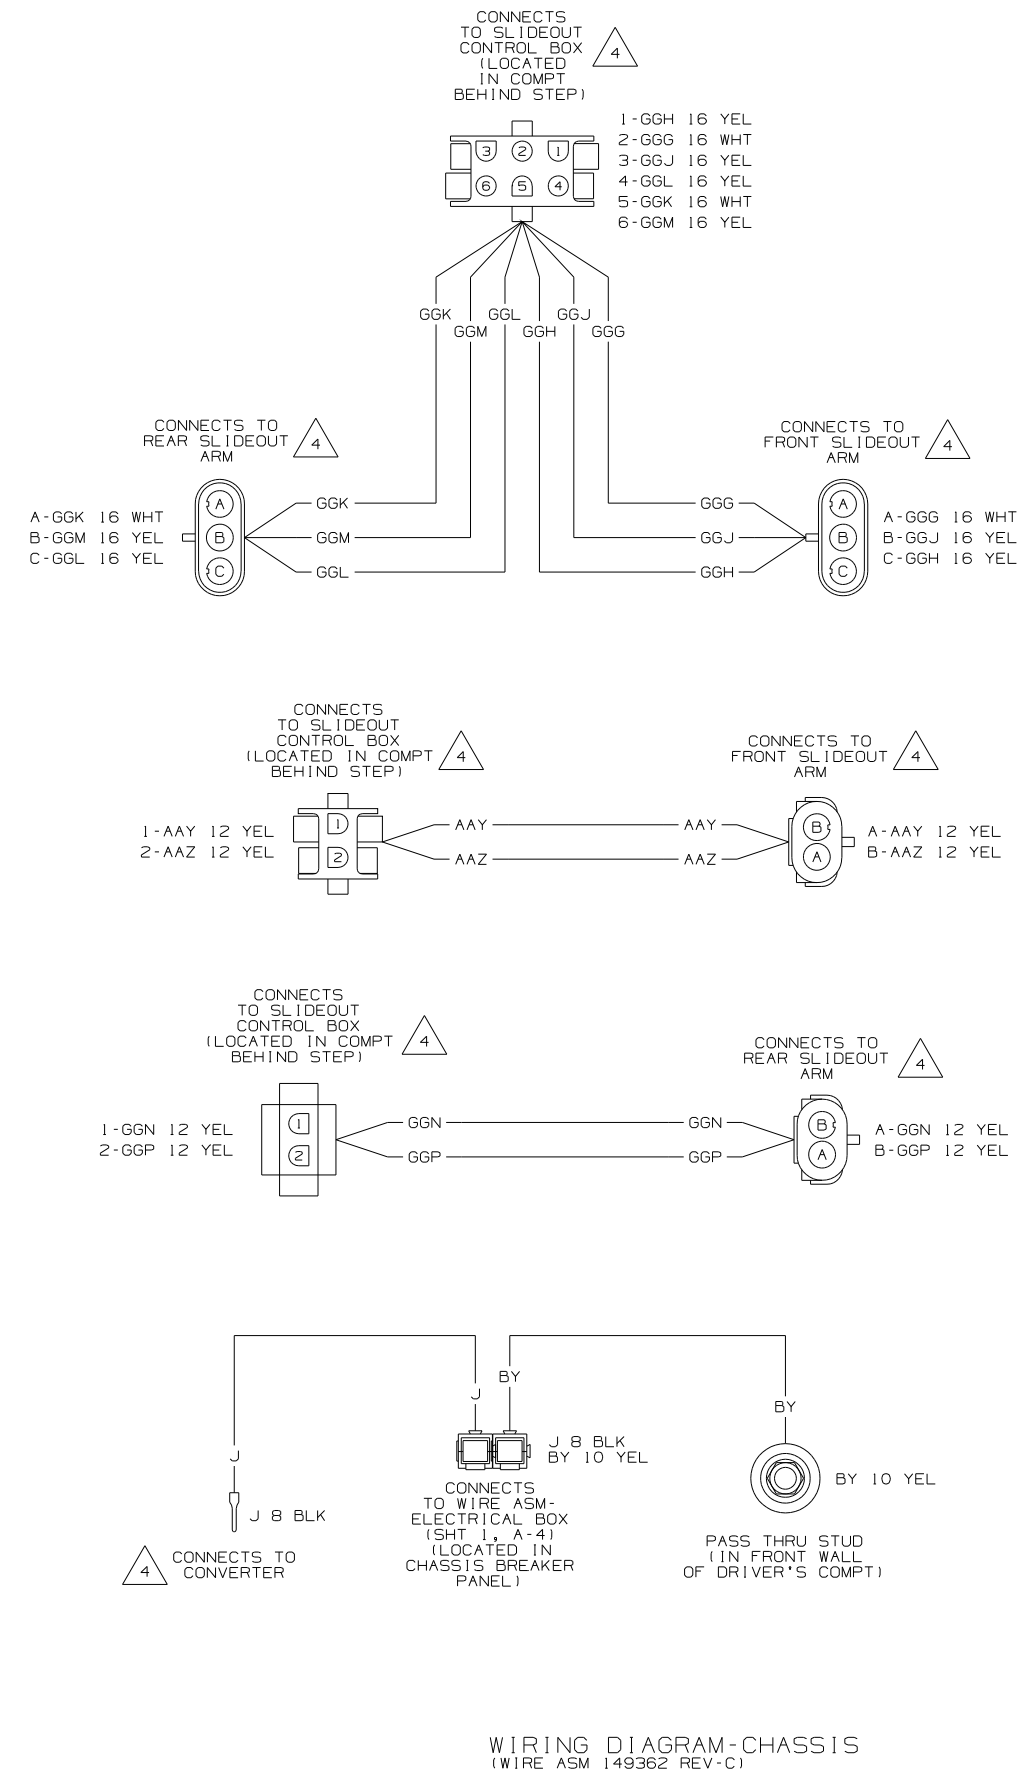 CONNECTS
TO SLIDEOUT
CONTROL BOX
(LOCATED
IN COMPT
BEHIND STEP)
4
1-GGH 16 YEL
2-GGG 16 WHT
3-GGJ 16 YEL
4-GGL 16 YEL
5-GGK 16 WHT
6-GGM 16 YEL
3 2 1
6 5 4
GGK GGL GGJ
GGM GGH GGG
CONNECTS TO
REAR SLIDEOUT
ARM
4
A-GGK 16 WHT
B-GGM 16 YEL
C-GGL 16 YEL
A
B
C
GGK
GGM
GGL
CONNECTS TO
FRONT SLIDEOUT
ARM
4
GGG
GGJ
GGH
A
B
C
A-GGG 16 WHT
B-GGJ 16 YEL
C-GGH 16 YEL
CONNECTS
TO SLIDEOUT
CONTROL BOX
(LOCATED IN COMPT
BEHIND STEP)
4
1-AAY 12 YEL
2-AAZ 12 YEL
1
2
AAY AAY
AAZ AAZ
CONNECTS TO
FRONT SLIDEOUT
ARM
4
B
A
A-AAY 12 YEL
B-AAZ 12 YEL
CONNECTS
TO SLIDEOUT
CONTROL BOX
(LOCATED IN COMPT
BEHIND STEP)
4
1-GGN 12 YEL
2-GGP 12 YEL
1
2
GGN GGN
GGP GGP
CONNECTS TO
REAR SLIDEOUT
ARM
4
B
A
A-GGN 12 YEL
B-GGP 12 YEL
J
J 8 BLK
4
CONNECTS TO
CONVERTER
J
BY
J 8 BLK
BY 10 YEL
CONNECTS
TO WIRE ASM-
ELECTRICAL BOX
(SHT 1, A-4)
(LOCATED IN
CHASSIS BREAKER
PANEL)
BY
BY 10 YEL
PASS THRU STUD
(IN FRONT WALL
OF DRIVER'S COMPT)
WIRING DIAGRAM-CHASSIS
(WIRE ASM 149362 REV-C)